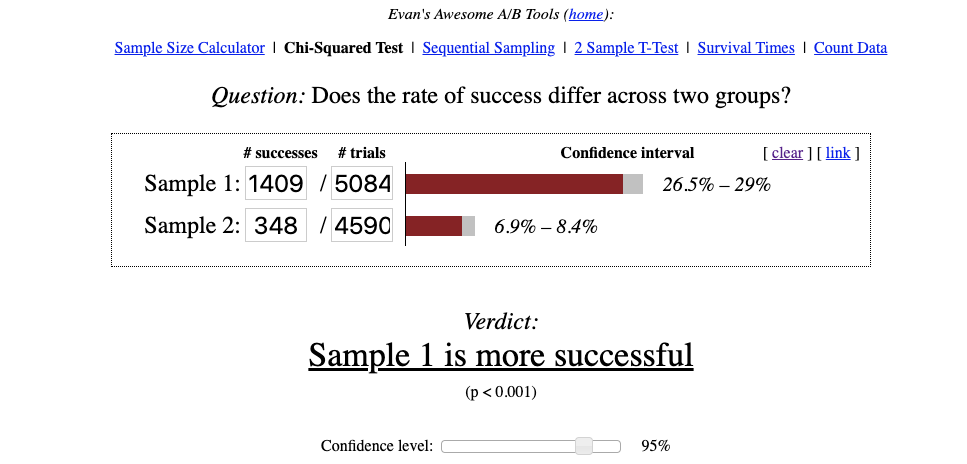 Evan's Awesome A/B Tools (home):
Sample Size Calculator | Chi-Squared Test | Sequential Sampling | 2 Sample T-Test | Survival Times | Count Data
Question: Does the rate of success differ across two groups?
# successes # trials Confidence interval [ clear ] [ link ]
Sample 1: 1409 / 5084 26.5% – 29%
Sample 2: 348 / 4590 6.9% – 8.4%
Verdict:
Sample 1 is more successful
(p < 0.001)
Confidence level: 95%